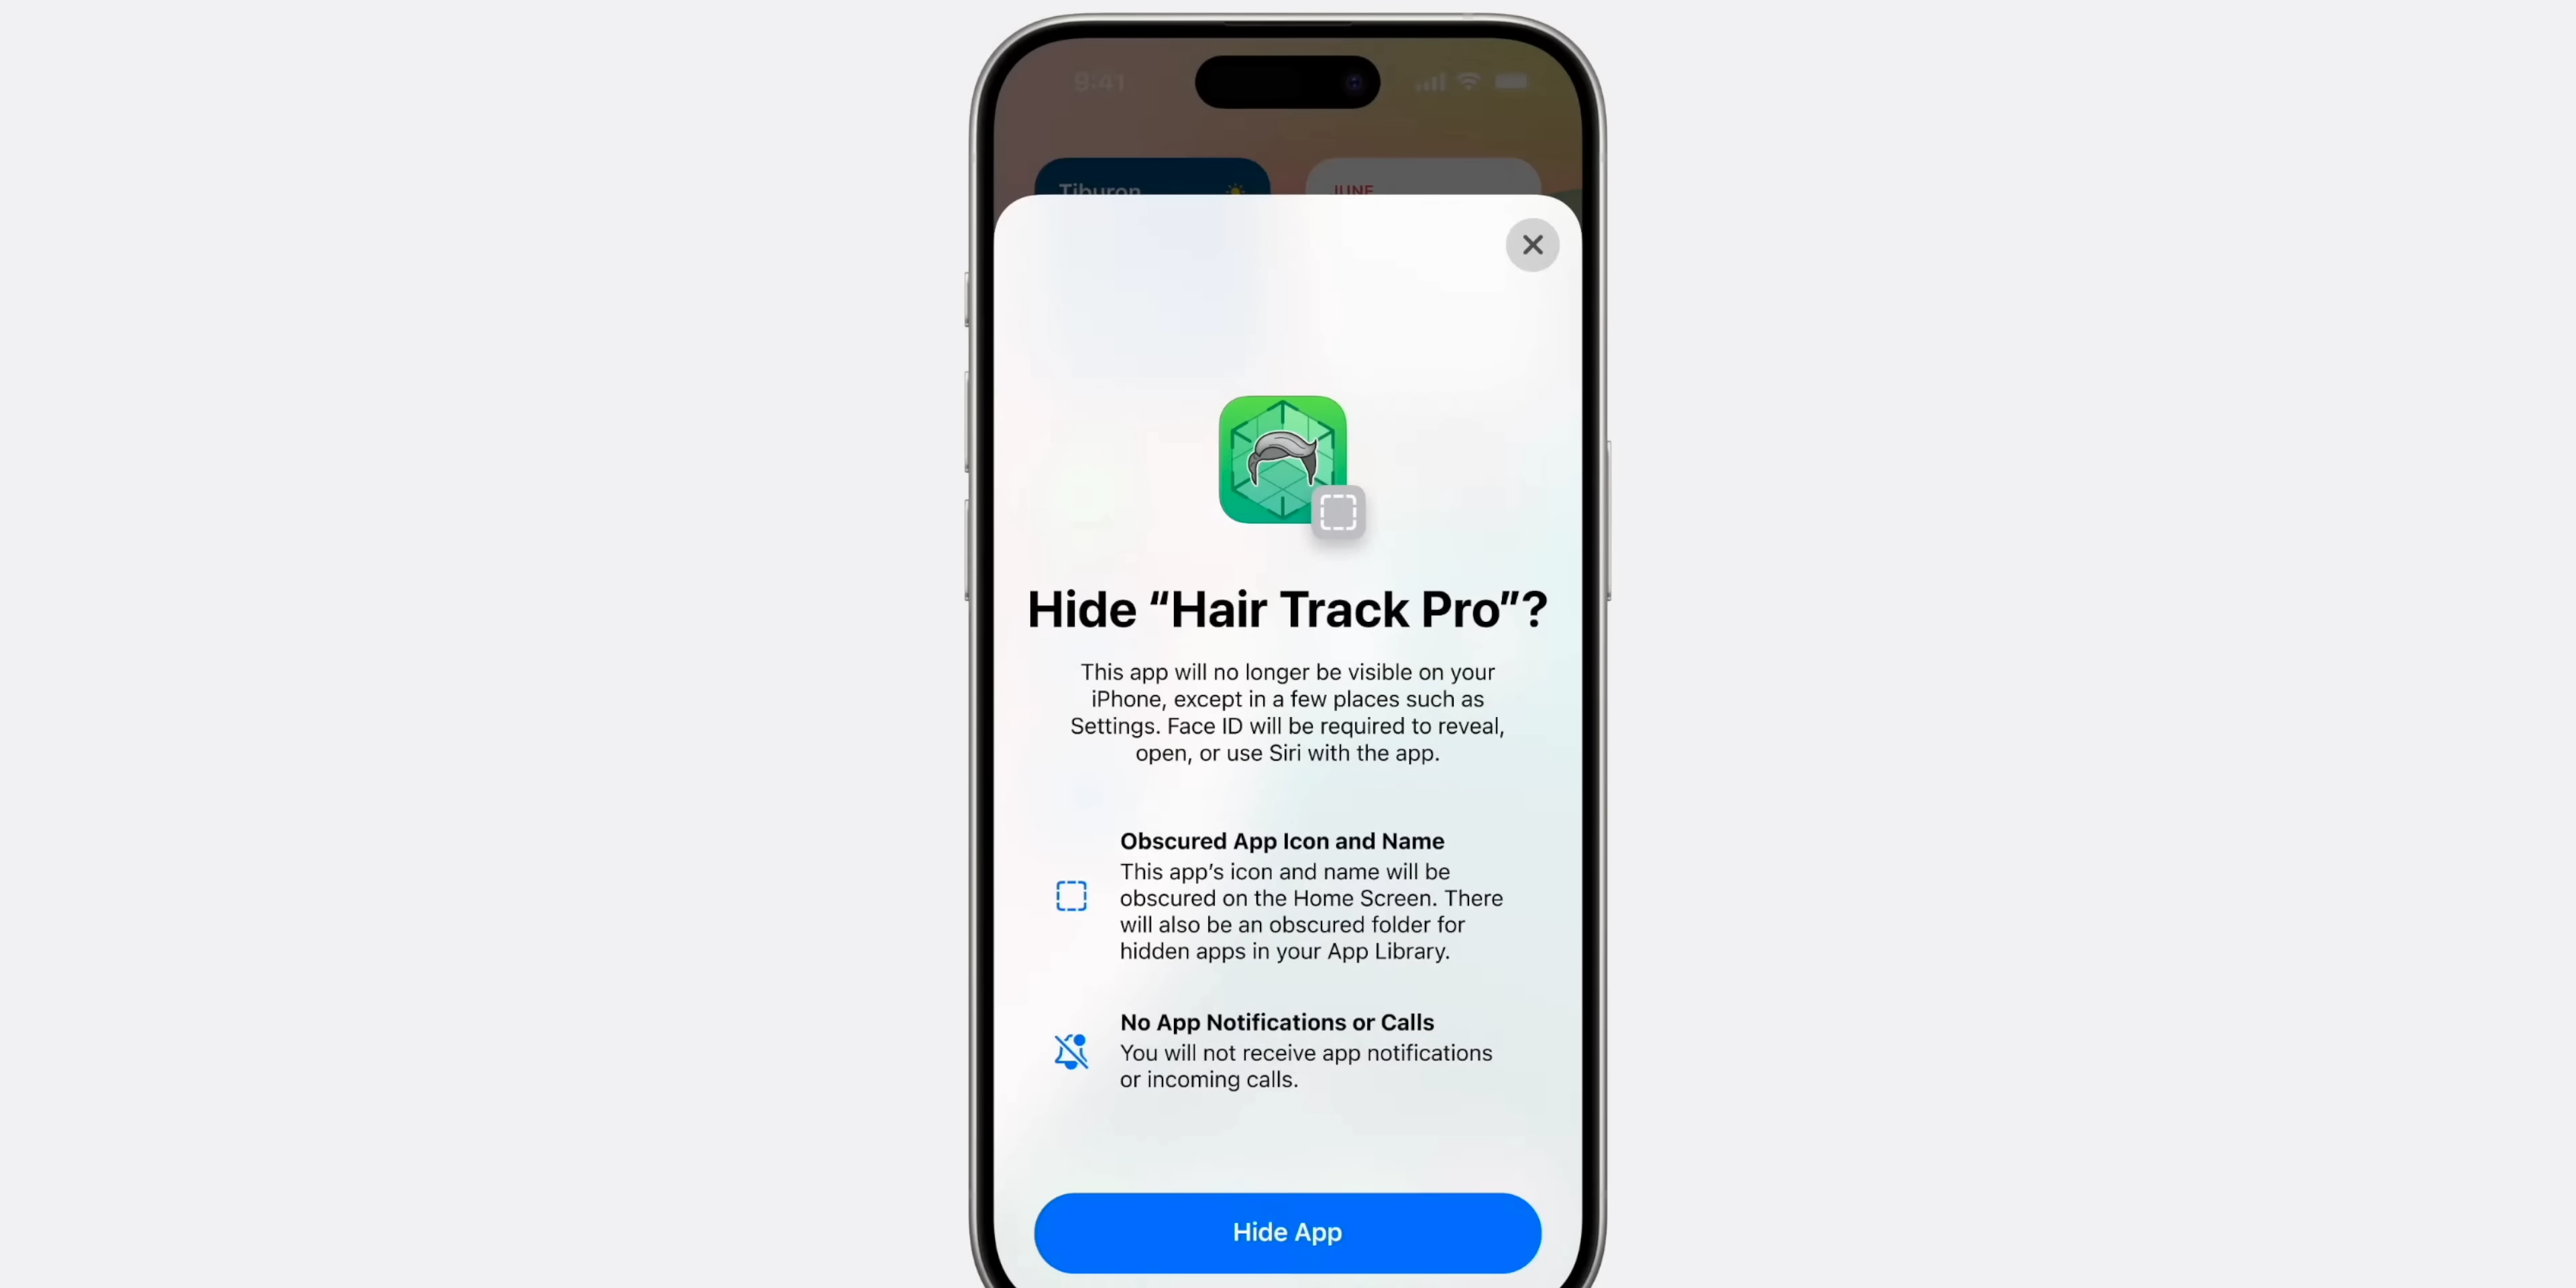 9:41
Tiburon
JUNE
Hide “Hair Track Pro”?
This app will no longer be visible on your
iPhone, except in a few places such as
Settings. Face ID will be required to reveal,
open, or use Siri with the app.
Obscured App Icon and Name
This app’s icon and name will be
obscured on the Home Screen. There
will also be an obscured folder for
hidden apps in your App Library.
No App Notifications or Calls
You will not receive app notifications
or incoming calls.
Hide App